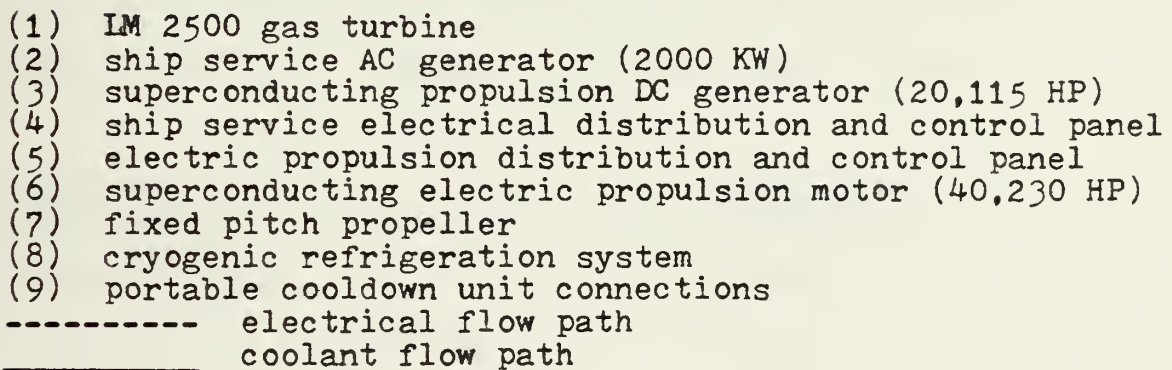 (1) LM 2500 gas turbine
(2) ship service AC generator (2000 KW)
(3) superconducting propulsion DC generator (20,115 HP)
(4) ship service electrical distribution and control panel
(5) electric propulsion distribution and control panel
(6) superconducting electric propulsion motor (40,230 HP)
(7) fixed pitch propeller
(8) cryogenic refrigeration system
(9) portable cooldown unit connections
---------- electrical flow path
__________ coolant flow path